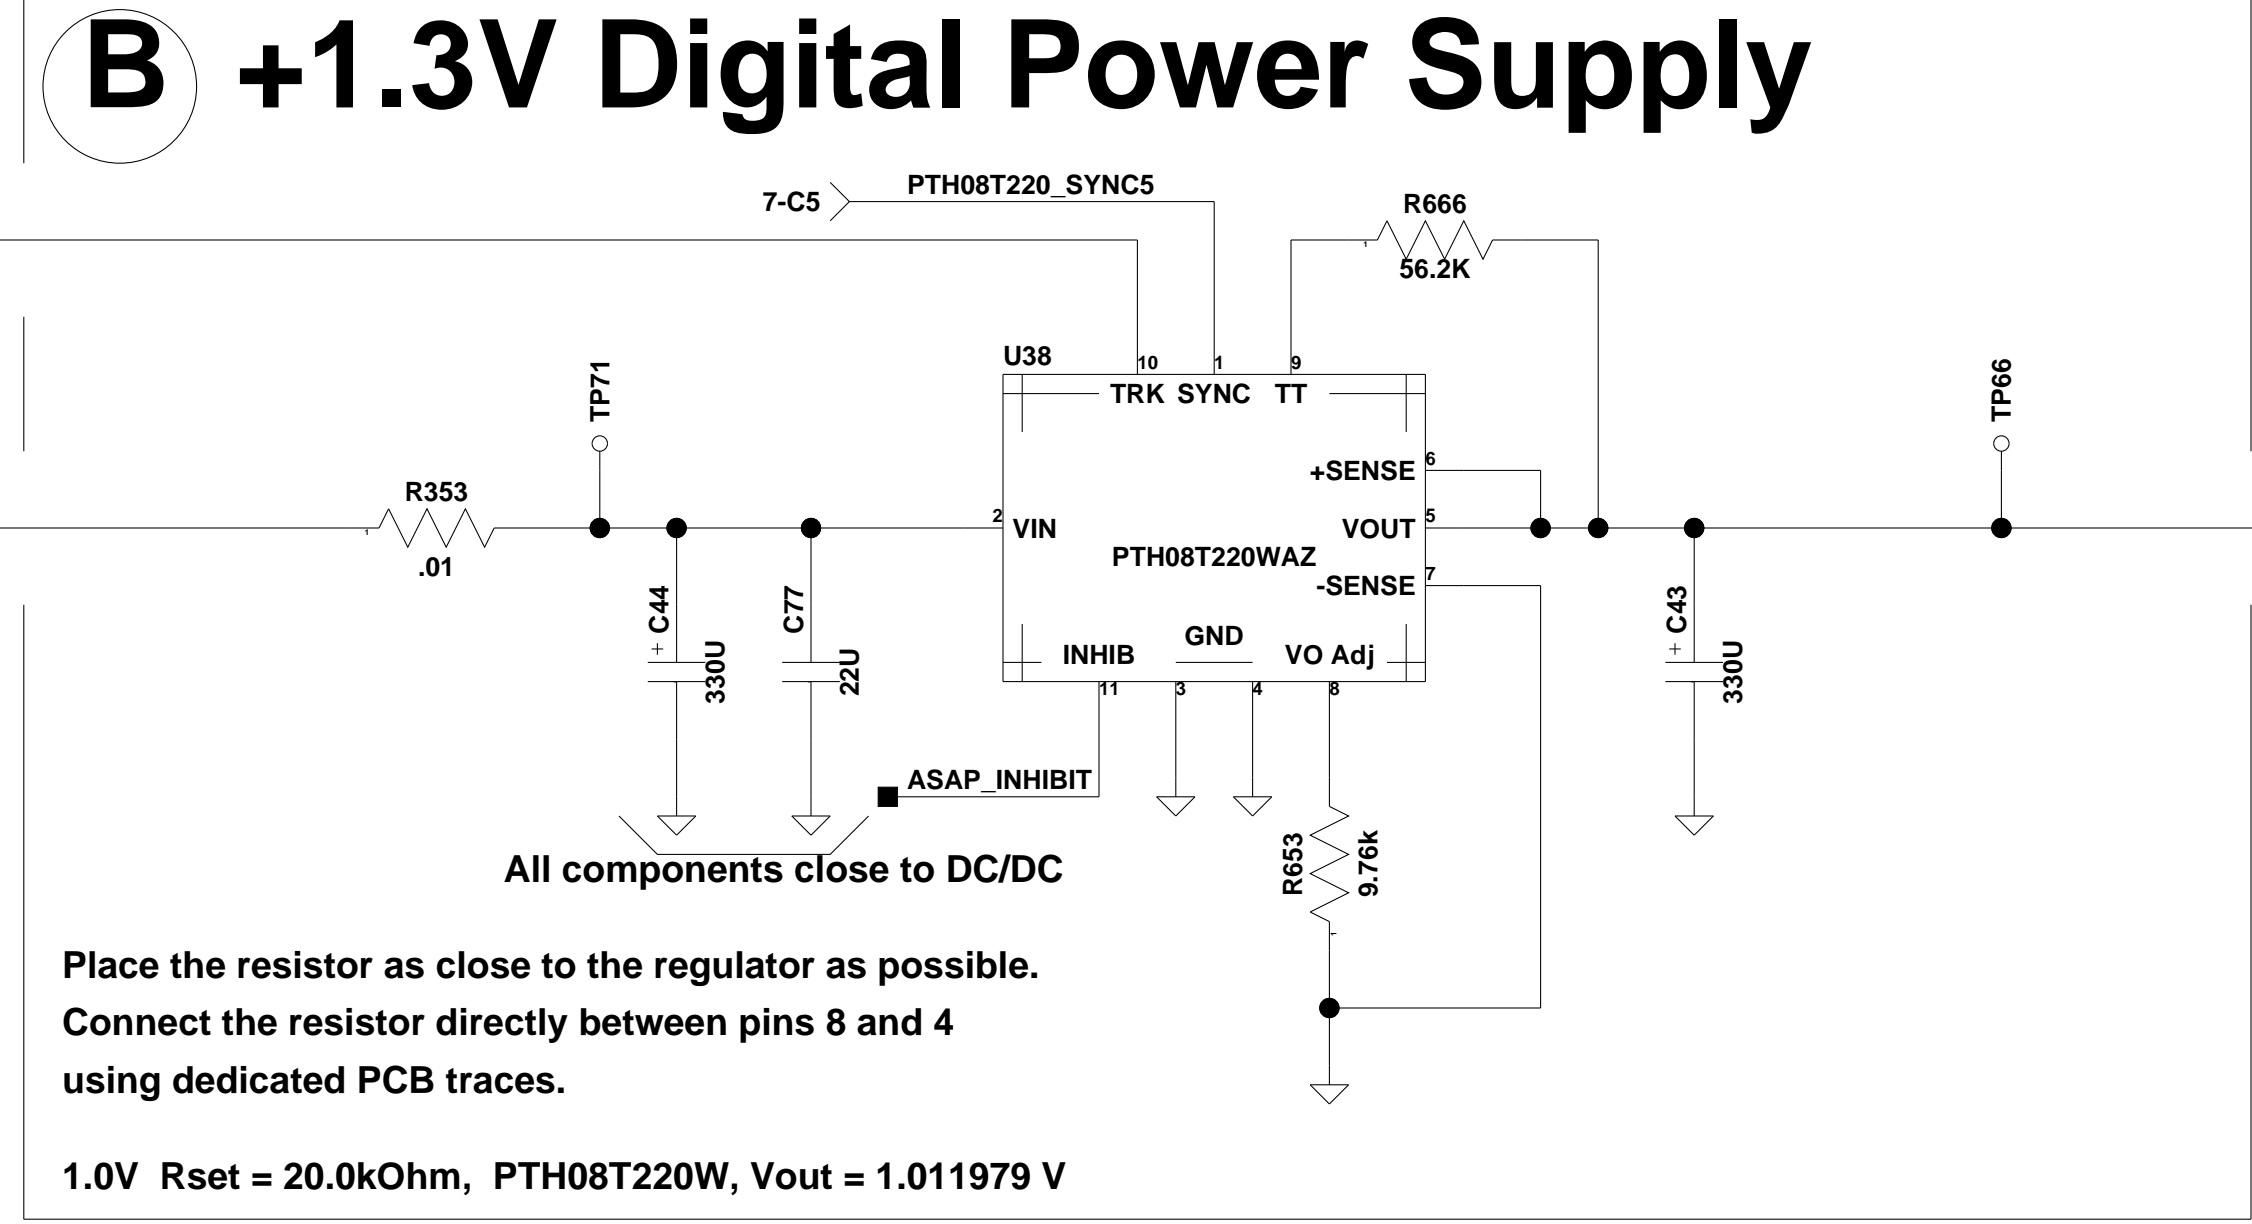 B +1.3V Digital Power Supply
7-C5 PTH08T220_SYNC5
R666
56.2K
U38
10 1 9
TRK SYNC TT
TP71
TP66
R353
.01
1
1
2 VIN
+SENSE 6
VOUT 5
PTH08T220WAZ
-SENSE 7
C44
+
330U
C77
22U
C43
+
330U
INHIB GND VO Adj
11 3 4 8
ASAP_INHIBIT
R653
9.76k
1
All components close to DC/DC
Place the resistor as close to the regulator as possible.
Connect the resistor directly between pins 8 and 4
using dedicated PCB traces.
1.0V Rset = 20.0kOhm, PTH08T220W, Vout = 1.011979 V